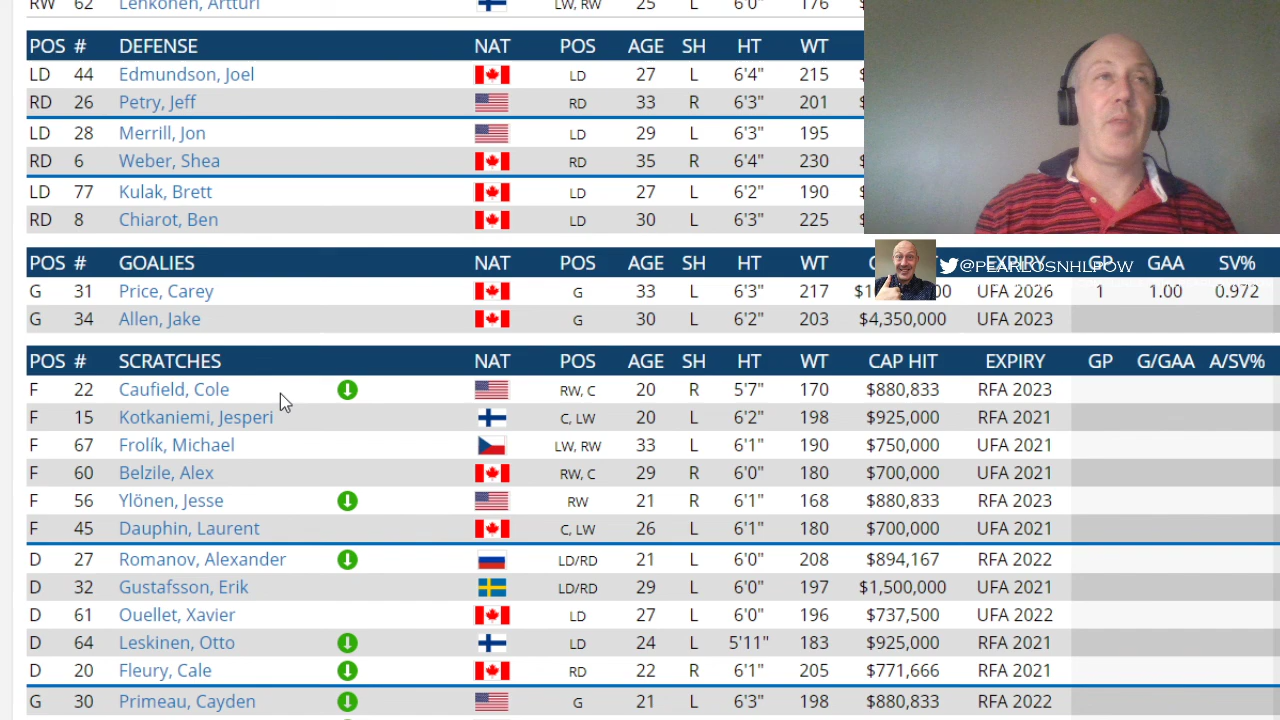 RW 62 Lehkonen, Artturi LW, RW 25 L 6'0" 176
POS # DEFENSE NAT POS AGE SH HT WT
LD 44 Edmundson, Joel LD 27 L 6'4" 215
RD 26 Petry, Jeff RD 33 R 6'3" 201
LD 28 Merrill, Jon LD 29 L 6'3" 195
RD 6 Weber, Shea RD 35 R 6'4" 230
LD 77 Kulak, Brett LD 27 L 6'2" 190
RD 8 Chiarot, Ben LD 30 L 6'3" 225
POS # GOALIES NAT POS AGE SH HT WT EXPIRY GP GAA SV%
@PEARLOSNHLPOW
G 31 Price, Carey G 33 L 6'3" 217 UFA 2026 1 1.00 0.972
G 34 Allen, Jake G 30 L 6'2" 203 $4,350,000 UFA 2023
POS # SCRATCHES NAT POS AGE SH HT WT CAP HIT EXPIRY GP G/GAA A/SV%
F 22 Caufield, Cole RW, C 20 R 5'7" 170 $880,833 RFA 2023
F 15 Kotkaniemi, Jesperi C, LW 20 L 6'2" 198 $925,000 RFA 2021
F 67 Frolík, Michael LW, RW 33 L 6'1" 190 $750,000 UFA 2021
F 60 Belzile, Alex RW, C 29 R 6'0" 180 $700,000 UFA 2021
F 56 Ylönen, Jesse RW 21 R 6'1" 168 $880,833 RFA 2023
F 45 Dauphin, Laurent C, LW 26 L 6'1" 180 $700,000 UFA 2021
D 27 Romanov, Alexander LD/RD 21 L 6'0" 208 $894,167 RFA 2022
D 32 Gustafsson, Erik LD/RD 29 L 6'0" 197 $1,500,000 UFA 2021
D 61 Ouellet, Xavier LD 27 L 6'0" 196 $737,500 UFA 2022
D 64 Leskinen, Otto LD 24 L 5'11" 183 $925,000 RFA 2021
D 20 Fleury, Cale RD 22 R 6'1" 205 $771,666 RFA 2021
G 30 Primeau, Cayden G 21 L 6'3" 198 $880,833 RFA 2022